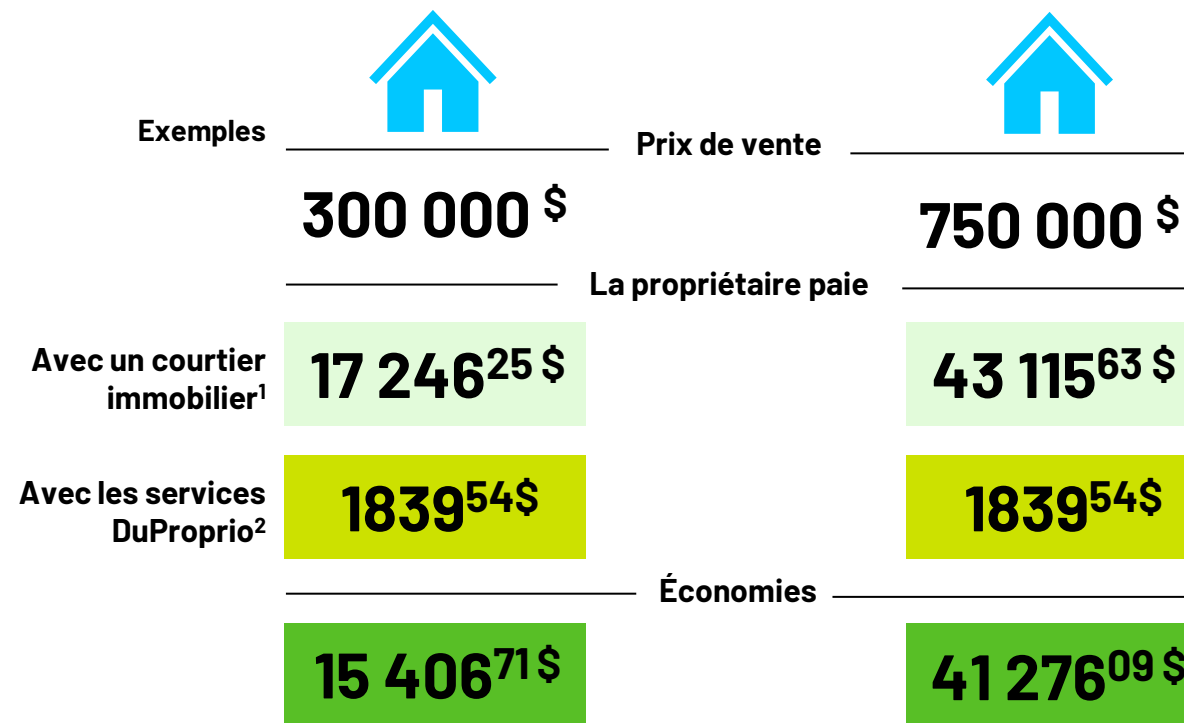 Exemples
Prix de vente
300 000 $
750 000 $
La propriétaire paie
Avec un courtier
immobilier¹
17 246²⁵ $
43 115⁶³ $
Avec les services
DuProprio²
1839⁵⁴$
1839⁵⁴$
Économies
15 406⁷¹ $
41 276⁰⁹ $